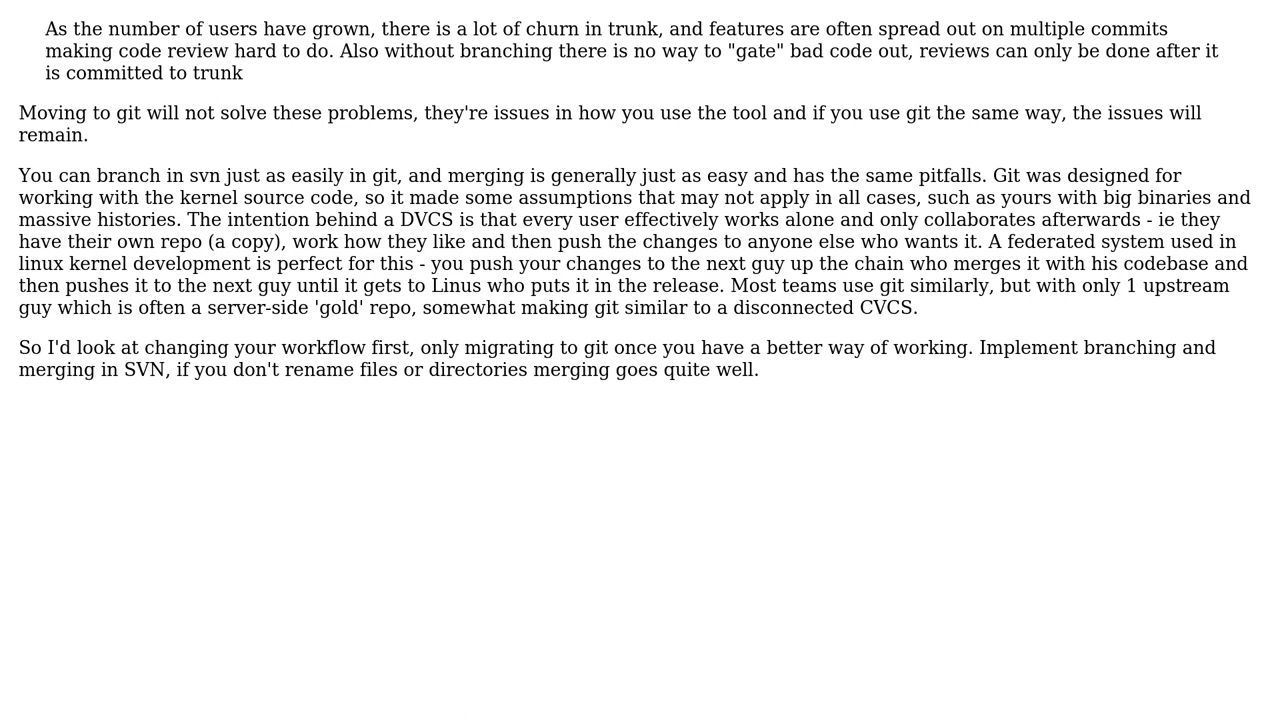 As the number of users have grown, there is a lot of churn in trunk, and features are often spread out on multiple commits
making code review hard to do. Also without branching there is no way to "gate" bad code out, reviews can only be done after it
is committed to trunk
Moving to git will not solve these problems, they're issues in how you use the tool and if you use git the same way, the issues will
remain.
You can branch in svn just as easily in git, and merging is generally just as easy and has the same pitfalls. Git was designed for
working with the kernel source code, so it made some assumptions that may not apply in all cases, such as yours with big binaries and
massive histories. The intention behind a DVCS is that every user effectively works alone and only collaborates afterwards - ie they
have their own repo (a copy), work how they like and then push the changes to anyone else who wants it. A federated system used in
linux kernel development is perfect for this - you push your changes to the next guy up the chain who merges it with his codebase and
then pushes it to the next guy until it gets to Linus who puts it in the release. Most teams use git similarly, but with only 1 upstream
guy which is often a server-side 'gold' repo, somewhat making git similar to a disconnected CVCS.
So I'd look at changing your workflow first, only migrating to git once you have a better way of working. Implement branching and
merging in SVN, if you don't rename files or directories merging goes quite well.